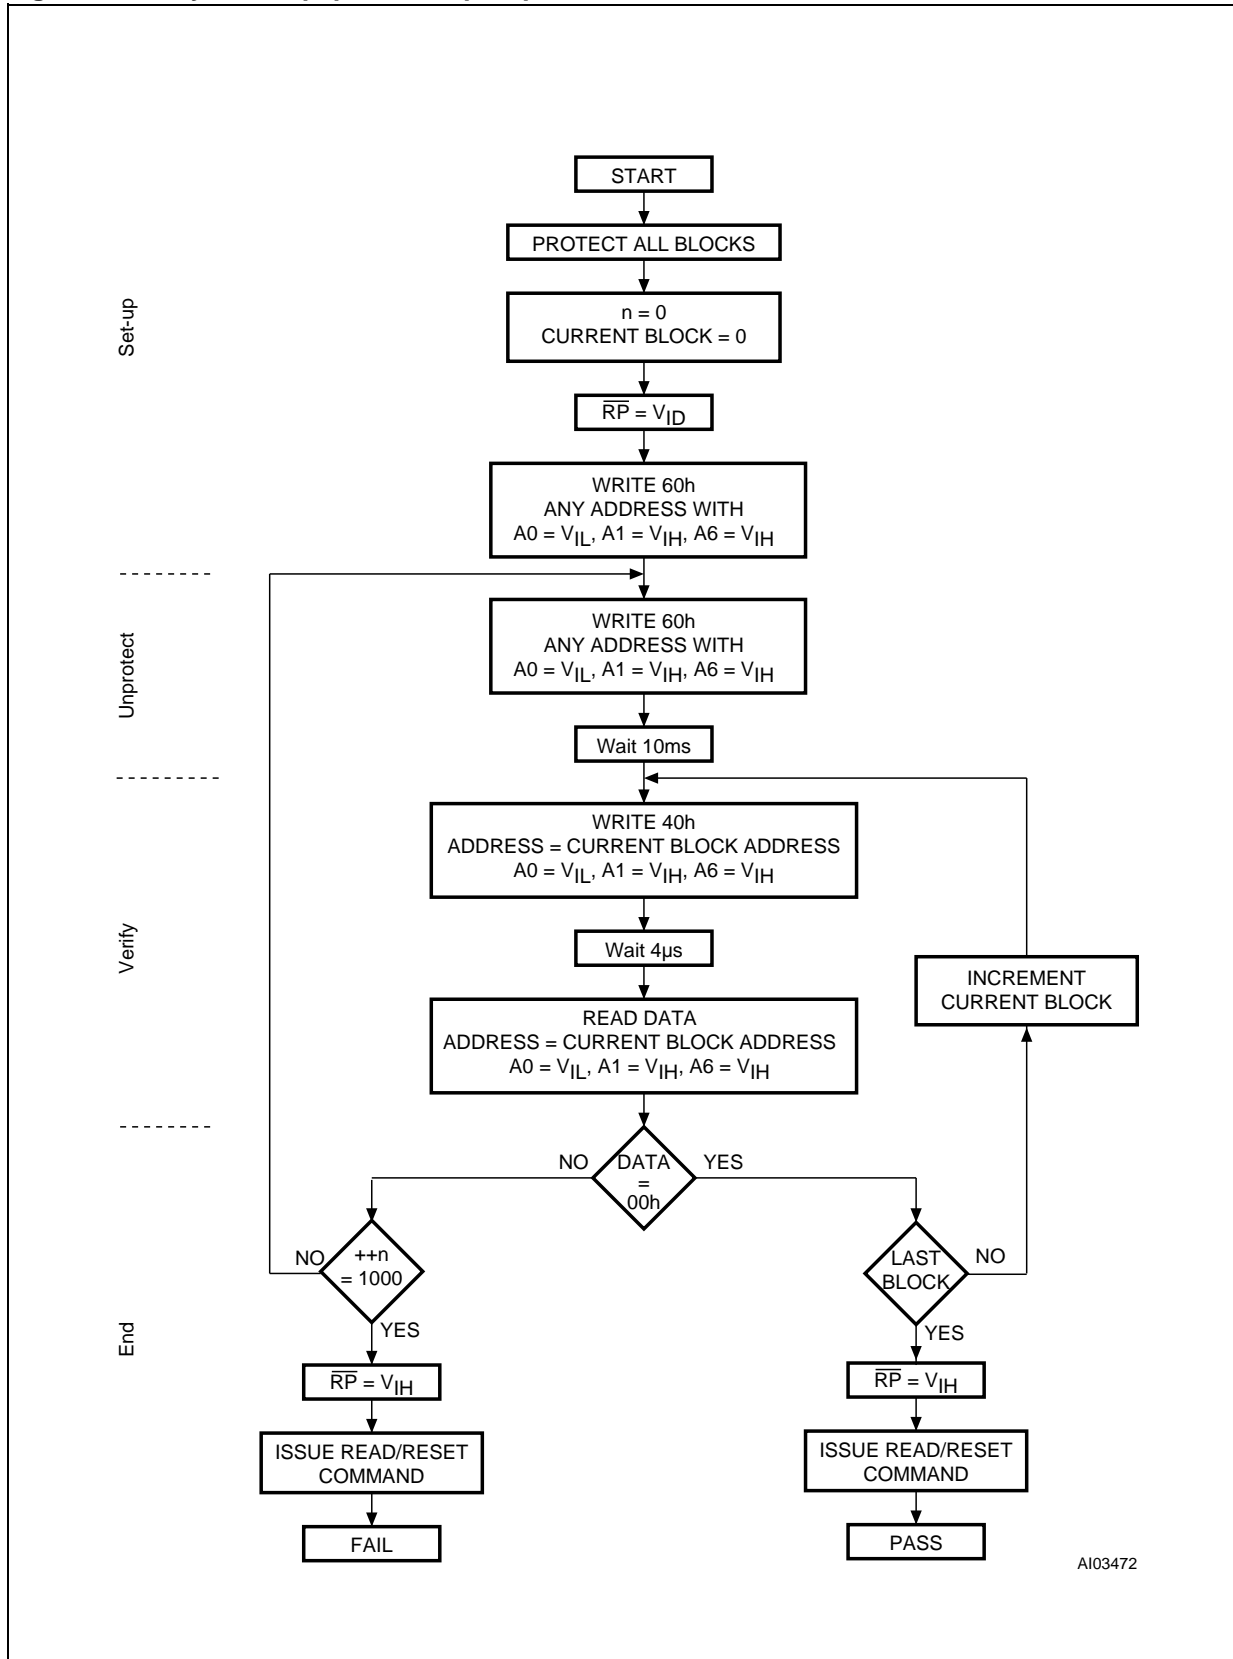 START
PROTECT ALL BLOCKS
n = 0
CURRENT BLOCK = 0
Set-up
R̅P̅ = VID
WRITE 60h
ANY ADDRESS WITH
A0 = VIL, A1 = VIH, A6 = VIH
WRITE 60h
ANY ADDRESS WITH
A0 = VIL, A1 = VIH, A6 = VIH
Unprotect
Wait 10ms
WRITE 40h
ADDRESS = CURRENT BLOCK ADDRESS
A0 = VIL, A1 = VIH, A6 = VIH
Verify
Wait 4µs
INCREMENT
CURRENT BLOCK
READ DATA
ADDRESS = CURRENT BLOCK ADDRESS
A0 = VIL, A1 = VIH, A6 = VIH
NO
DATA
=
00h
YES
NO
++n
= 1000
LAST
BLOCK
NO
End
YES
YES
R̅P̅ = VIH
R̅P̅ = VIH
ISSUE READ/RESET
COMMAND
ISSUE READ/RESET
COMMAND
FAIL
PASS
AI03472